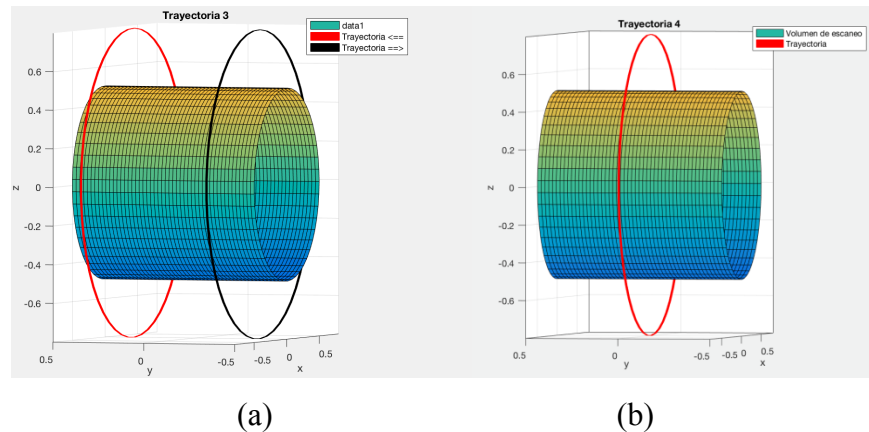 Trayectoria 3
data1
Trayectoria <==
Trayectoria ==>
0.6
0.4
0.2
0
-0.2
-0.4
-0.6
z
0.5
0
-0.5
y
-0.5
0
0.5
x
(a)
Trayectoria 4
Volumen de escaneo
Trayectoria
0.6
0.4
0.2
0
-0.2
-0.4
-0.6
z
0.5
0
-0.5
y
-0.5
0
0.5
x
(b)